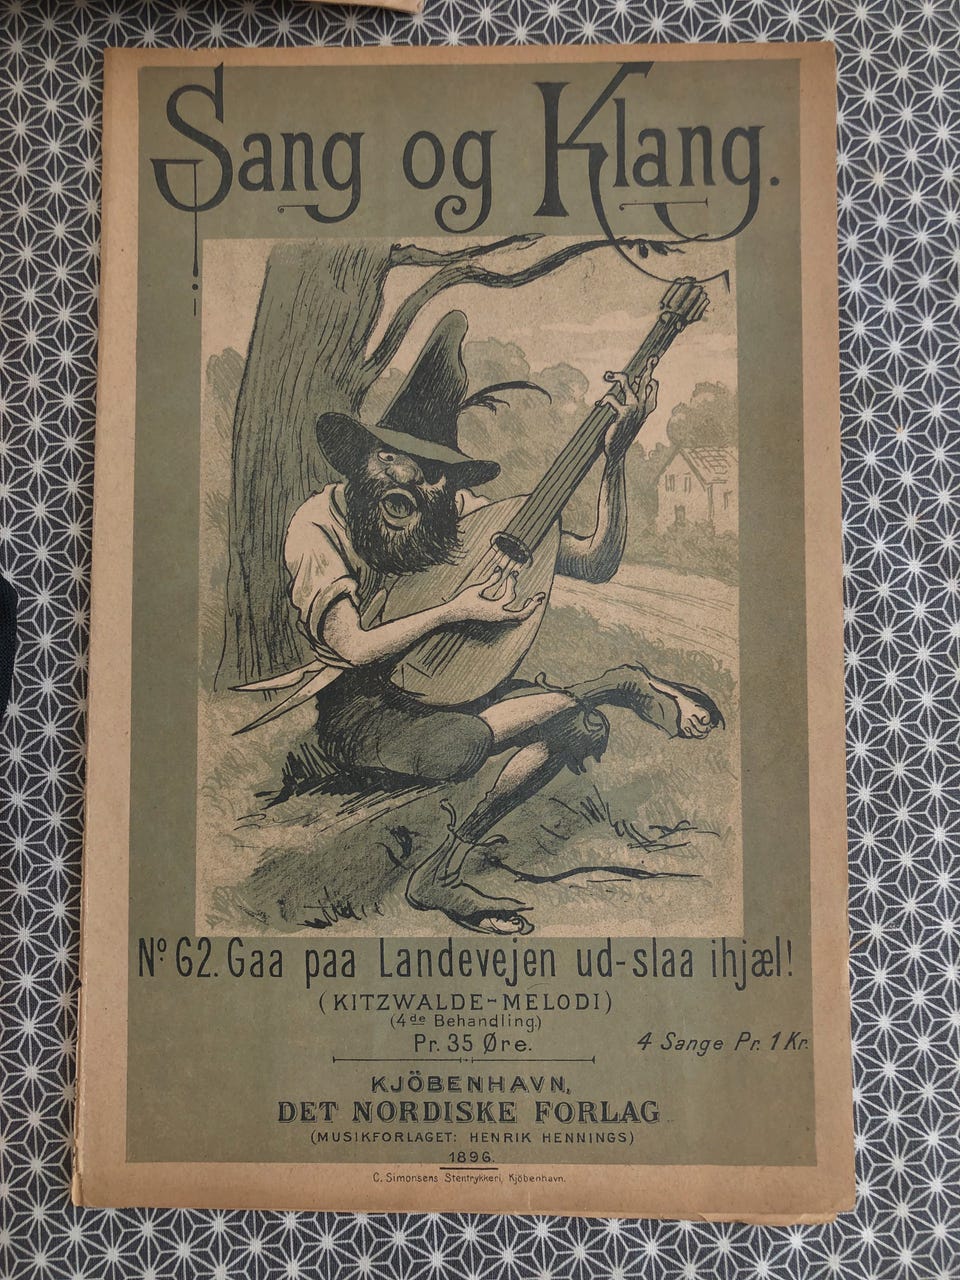 Sang og Klang.
Nº 62. Gaa paa Landevejen ud-slaa ihjæl!
(KITZWALDE-MELODI)
(4de Behandling.)
Pr. 35 Øre.
4 Sange Pr. 1 Kr.
KJÖBENHAVN,
DET NORDISKE FORLAG
(MUSIKFORLAGET: HENRIK HENNINGS)
1896.
C. Simonsens Stentrykkeri, Kjöbenhavn.